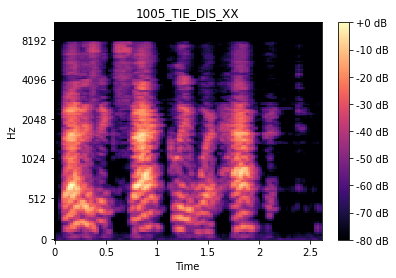 1005_TIE_DIS_XX
+0 dB
8192
-10 dB
4096
-20 dB
-30 dB
2048
Hz
-40 dB
1024
-50 dB
512
-60 dB
-70 dB
0
-80 dB
0 0.5 1 1.5 2 2.5
Time